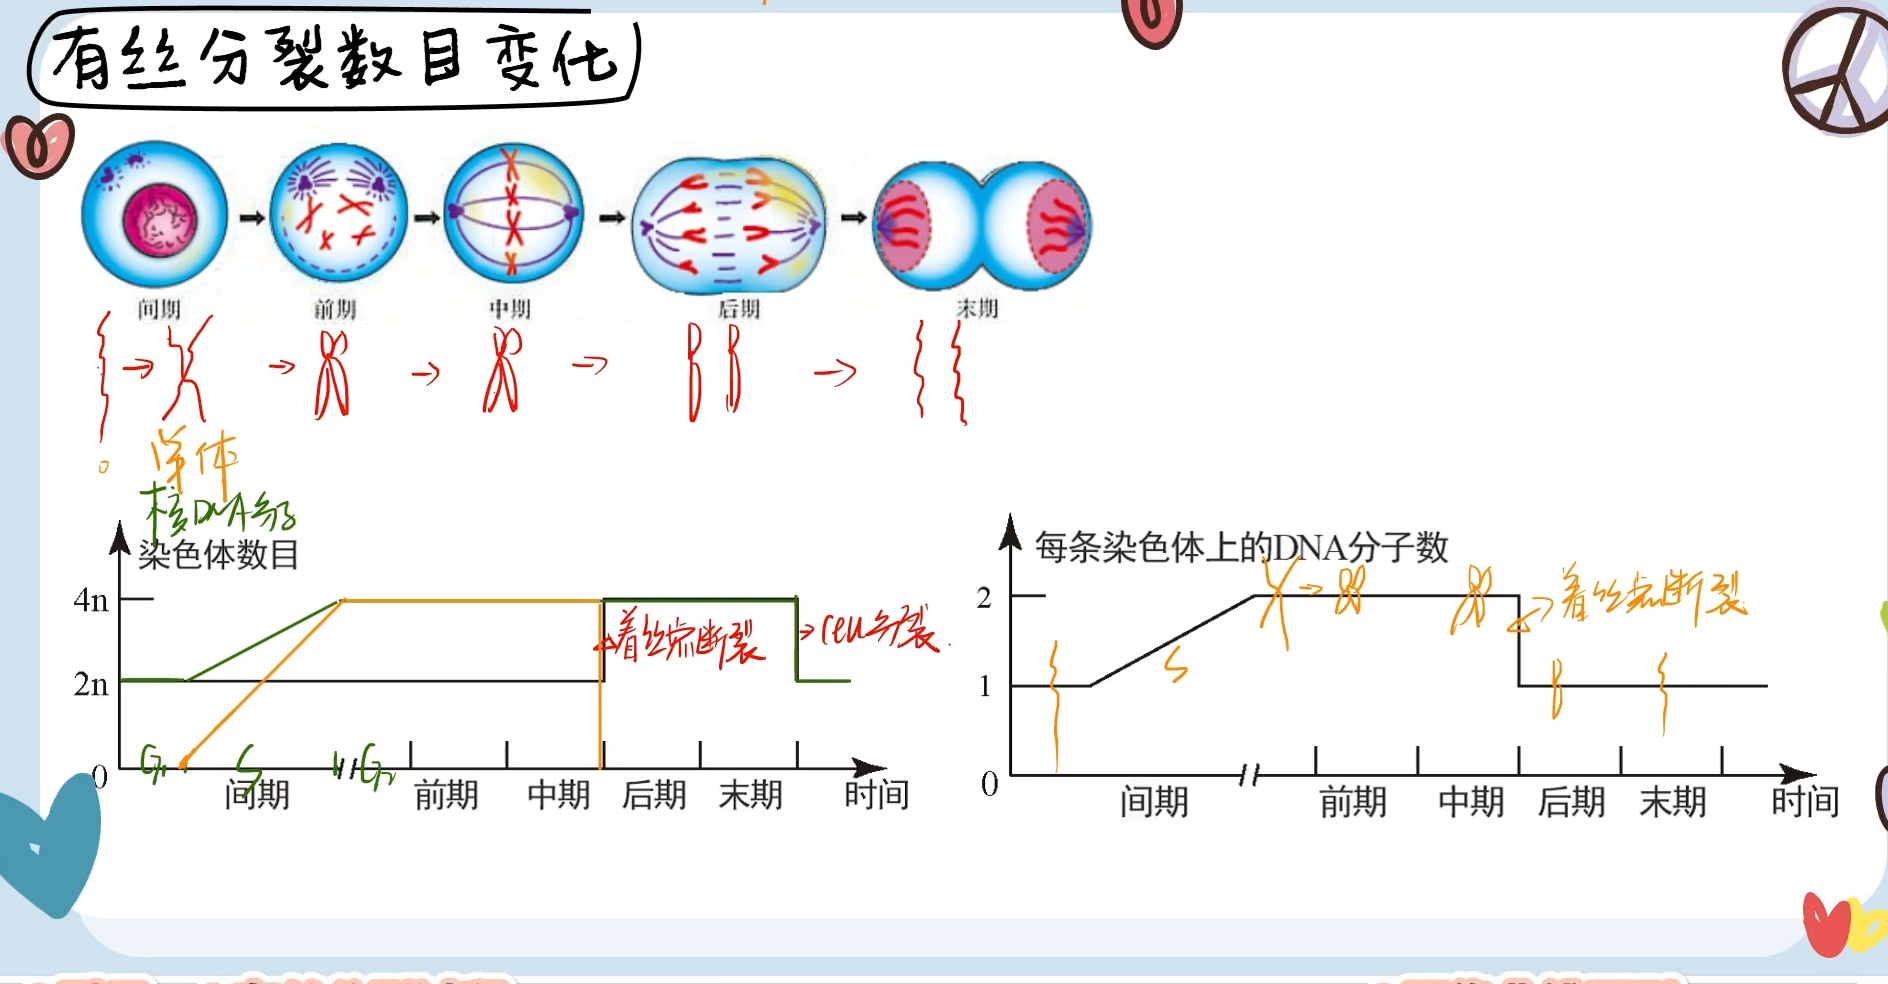 有丝分裂数目变化
间期 前期 中期 后期 末期
单体
核DNA分子
染色体数目
4n
2n
0
着丝点断裂
cell分裂
G₁ S G₂
间期 前期 中期 后期 末期 时间
每条染色体上的DNA分子数
2
1
0
着丝点断裂
S
间期 前期 中期 后期 末期 时间